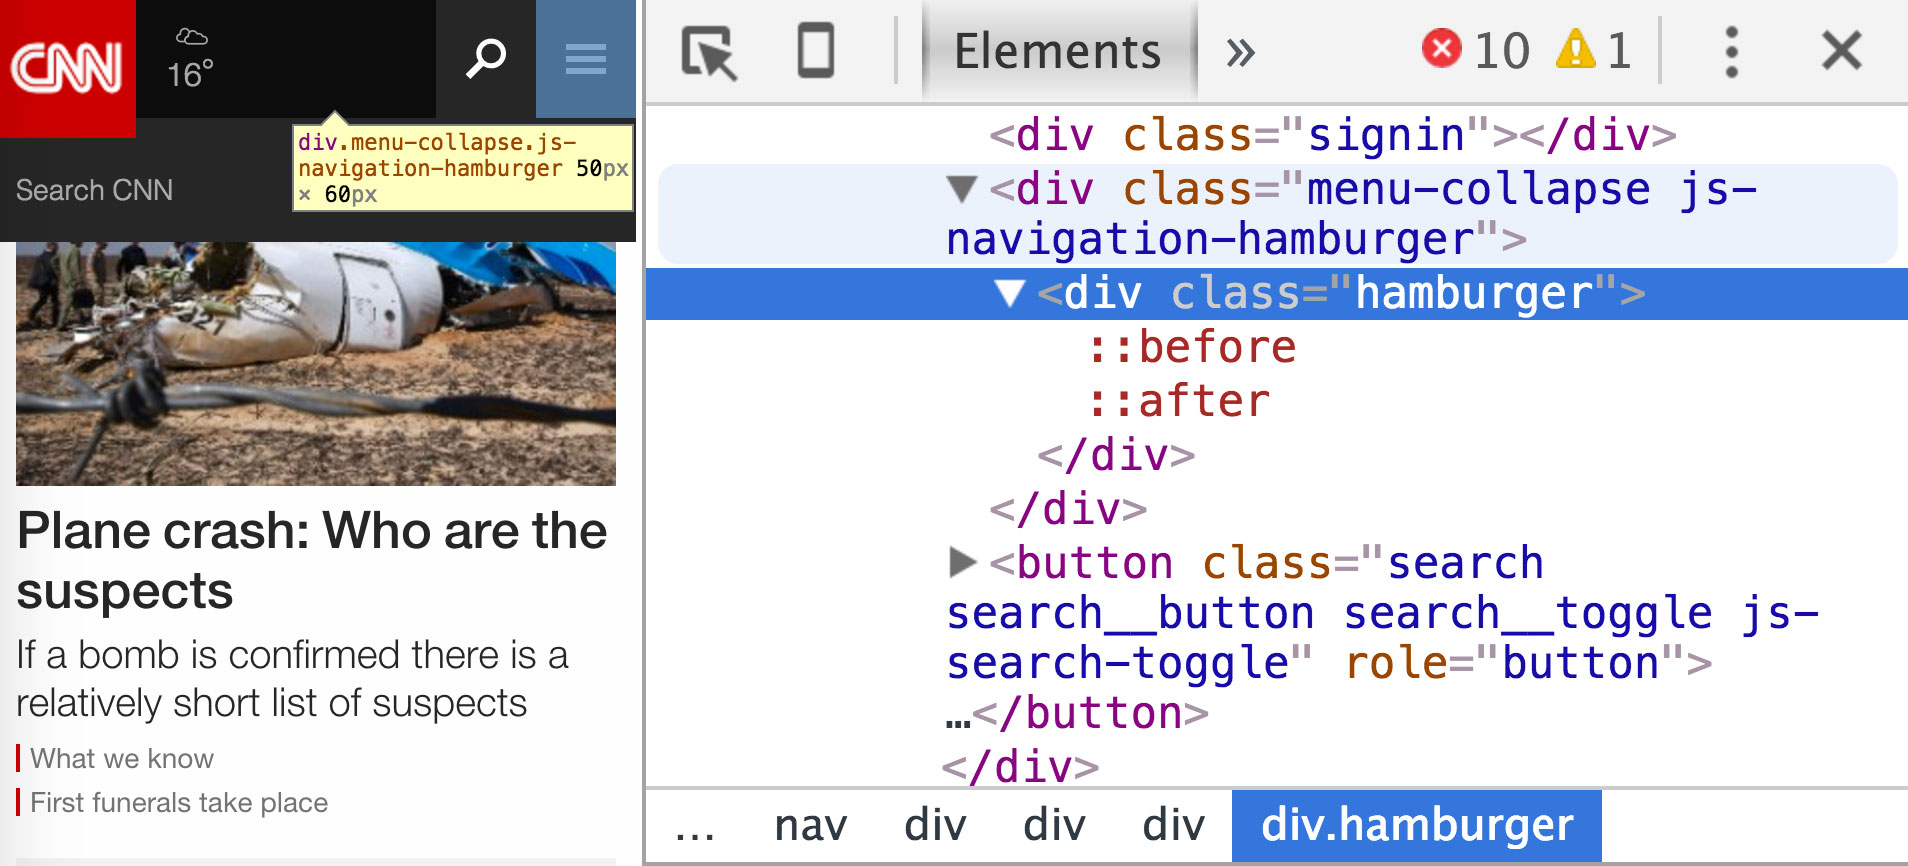 CNN
16°
div.menu-collapse.js-
navigation-hamburger 50px
× 60px
Search CNN
Plane crash: Who are the
suspects
If a bomb is confirmed there is a
relatively short list of suspects
What we know
First funerals take place
Elements » 10 1
<div class="signin"></div>
<div class="menu-collapse js-
navigation-hamburger">
<div class="hamburger">
::before
::after
</div>
</div>
<button class="search
search__button search__toggle js-
search-toggle" role="button">
…</button>
</div>
... nav div div div div.hamburger